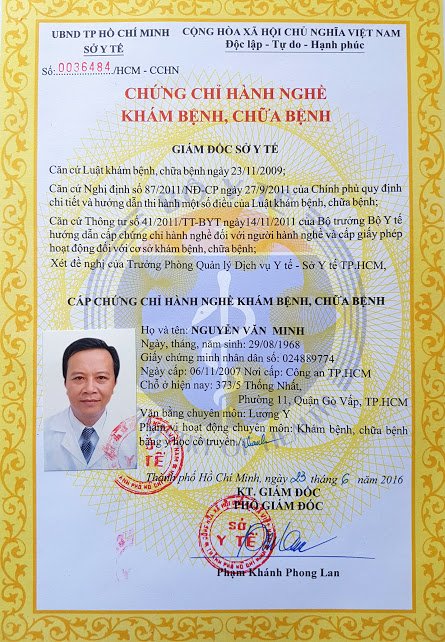 UBND TP HỒ CHÍ MINH
SỞ Y TẾ
Số: 0036484 /HCM - CCHN
CỘNG HÒA XÃ HỘI CHỦ NGHĨA VIỆT NAM
Độc lập - Tự do - Hạnh phúc
CHỨNG CHỈ HÀNH NGHỀ
KHÁM BỆNH, CHỮA BỆNH
GIÁM ĐỐC SỞ Y TẾ
Căn cứ Luật khám bệnh, chữa bệnh ngày 23/11/2009;
Căn cứ Nghị định số 87/2011/NĐ-CP ngày 27/9/2011 của Chính phủ quy định
chi tiết và hướng dẫn thi hành một số điều của Luật khám bệnh, chữa bệnh;
Căn cứ Thông tư số 41/2011/TT-BYT ngày14/11/2011 của Bộ trưởng Bộ Y tế
hướng dẫn cấp chứng chỉ hành nghề đối với người hành nghề và cấp giấy phép
hoạt động đối với cơ sở khám bệnh, chữa bệnh;
Xét đề nghị của Trưởng Phòng Quản lý Dịch vụ Y tế - Sở Y tế TP.HCM,
CẤP CHỨNG CHỈ HÀNH NGHỀ KHÁM BỆNH, CHỮA BỆNH
Họ và tên: NGUYỄN VĂN MINH
Ngày, tháng, năm sinh: 29/08/1968
Giấy chứng minh nhân dân số: 024889774
Ngày cấp: 06/11/2007 Nơi cấp: Công an TP.HCM
Chỗ ở hiện nay: 373/5 Thống Nhất,
Phường 11, Quận Gò Vấp, TP.HCM
Văn bằng chuyên môn: Lương Y
Phạm vi hoạt động chuyên môn: Khám bệnh, chữa bệnh
bằng y học cổ truyền
Thành phố Hồ Chí Minh, ngày 23 tháng 6 năm 2016
KT. GIÁM ĐỐC
PHÓ GIÁM ĐỐC
SỞ
Y TẾ
Phạm Khánh Phong Lan